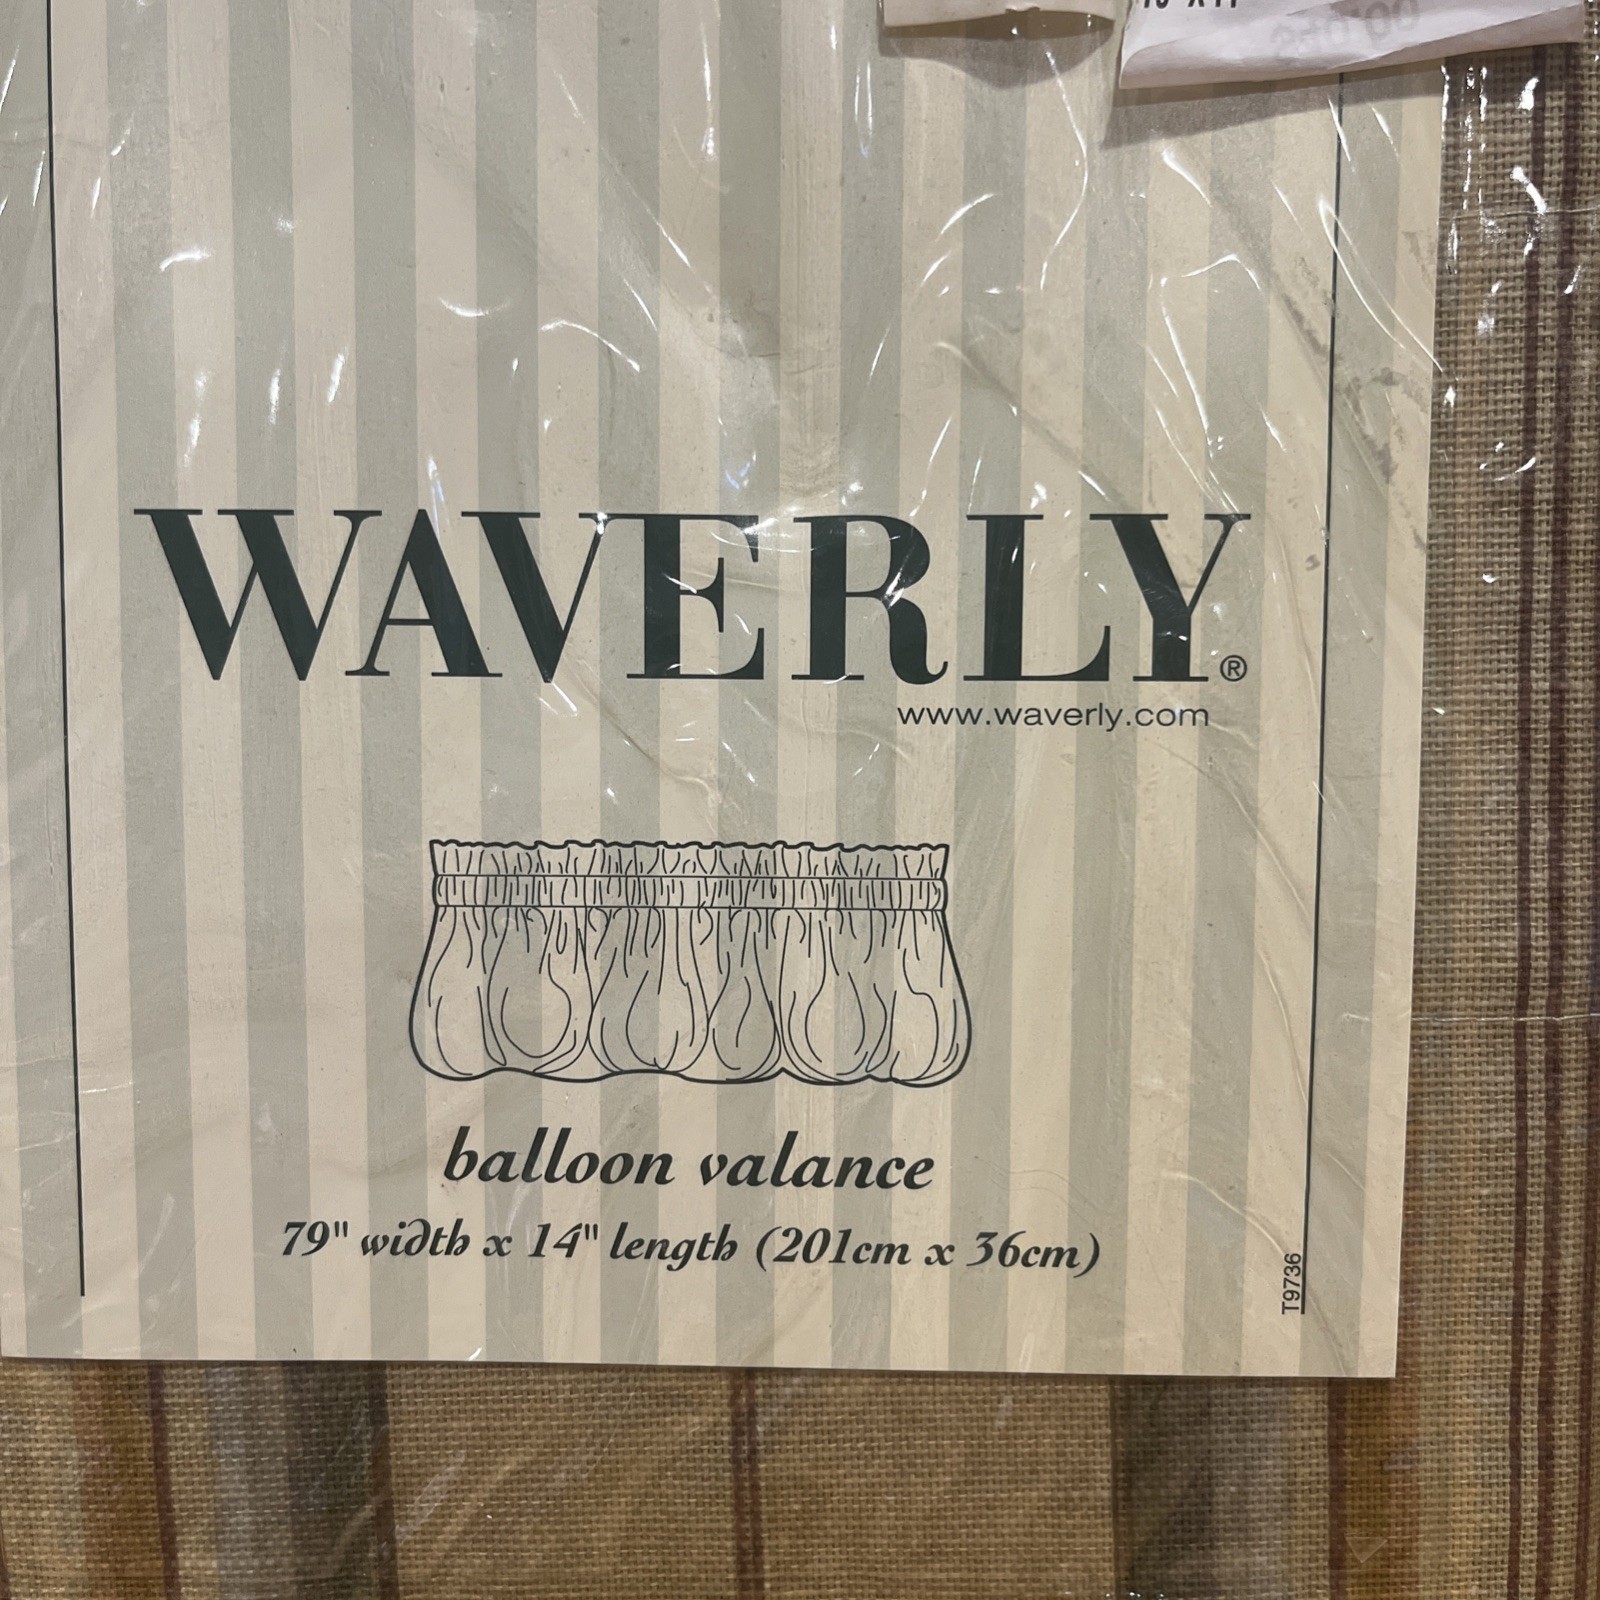 WAVERLY®
www.waverly.com
balloon valance
79" width x 14" length (201cm x 36cm)
T9736